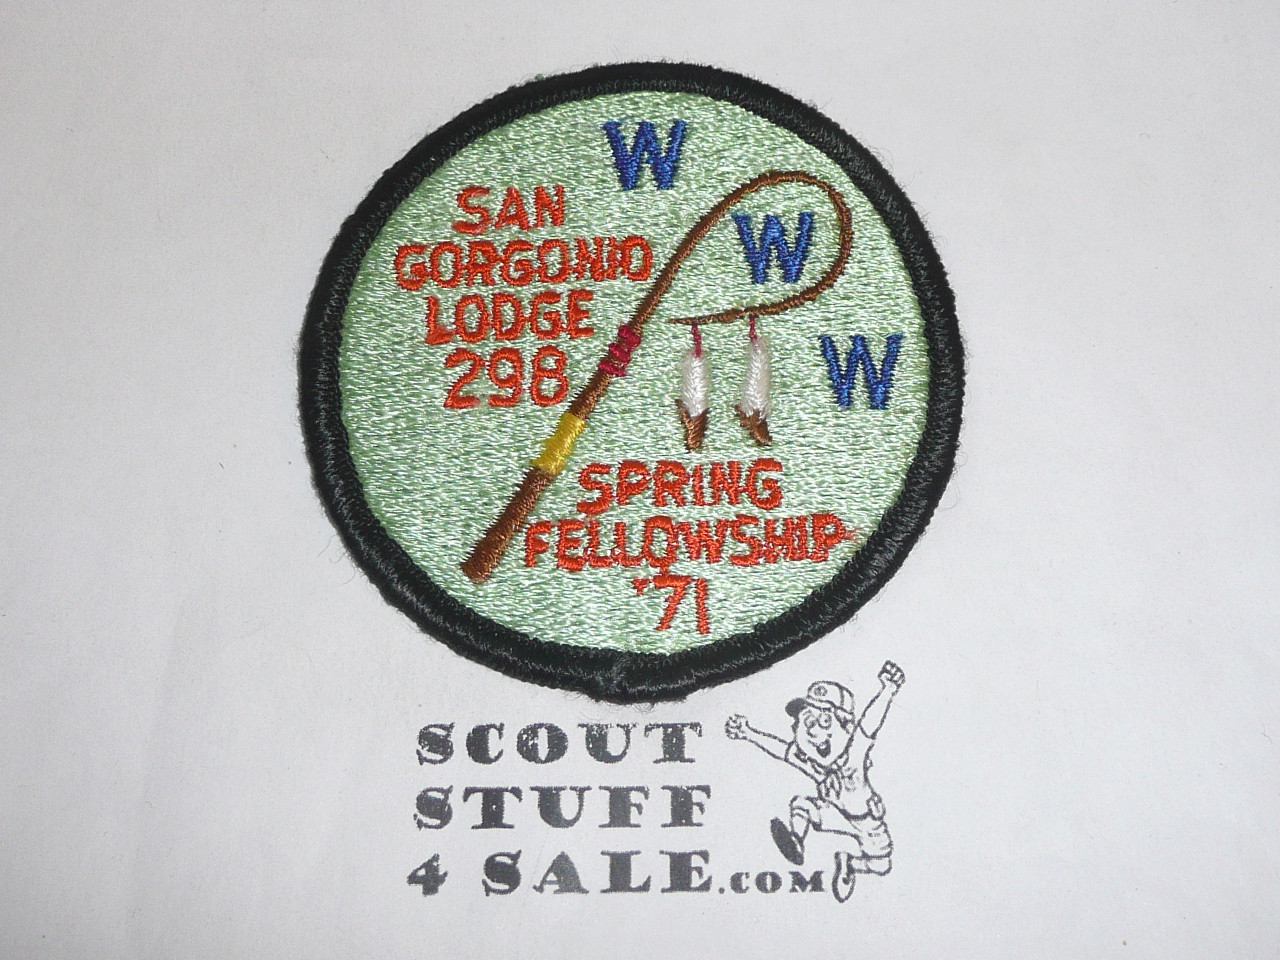 W
SAN
GORGONIO
LODGE
298
W
W
SPRING
FELLOWSHIP
'71
SCOUT
STUFF
4 SALE.COM